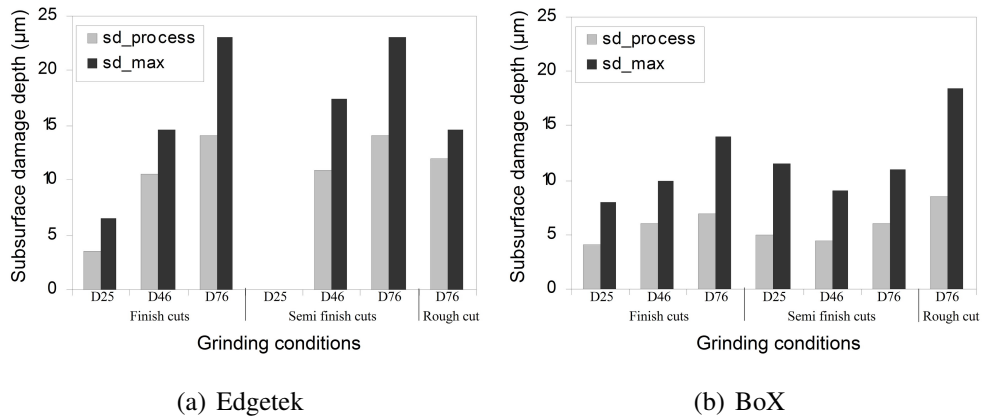 25
20
15
10
5
0
Subsurface damage depth (µm)
sd_process
sd_max
D25 D46 D76 D25 D46 D76 D76
Finish cuts Semi finish cuts Rough cut
Grinding conditions
(a) Edgetek
25
20
15
10
5
0
Subsurface damage depth (µm)
sd_process
sd_max
D25 D46 D76 D25 D46 D76 D76
Finish cuts Semi finish cuts Rough cut
Grinding conditions
(b) BoX